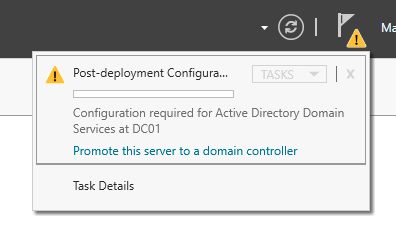 Ma
Post-deployment Configura...
TASKS
X
Configuration required for Active Directory Domain
Services at DC01
Promote this server to a domain controller
Task Details